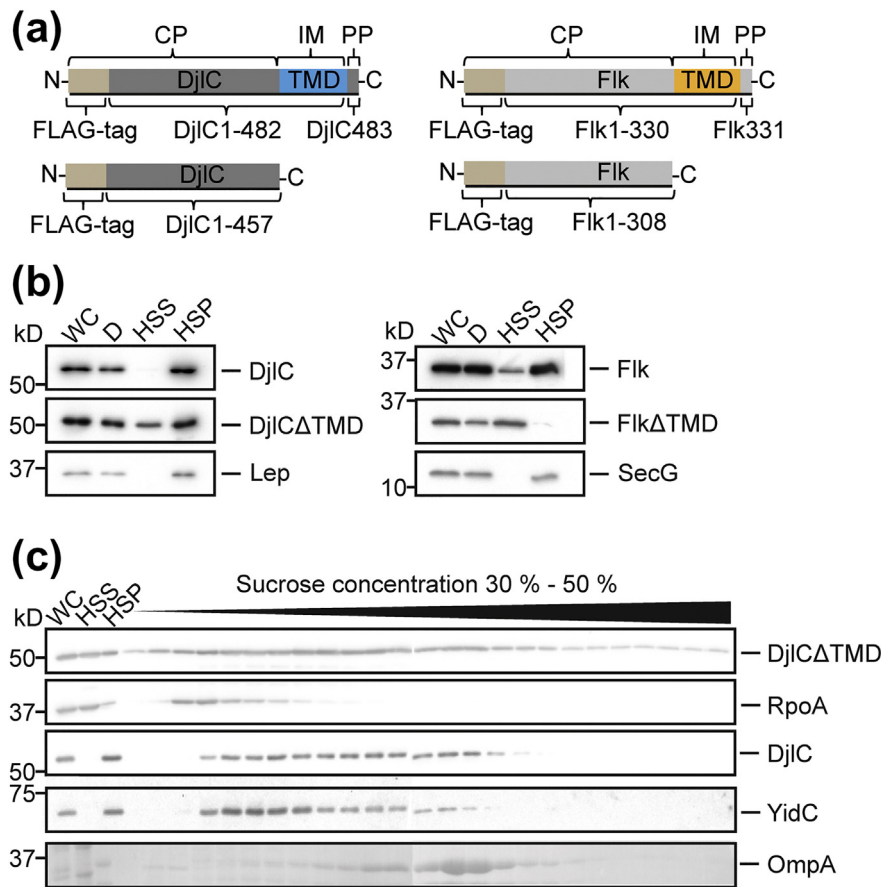 (a)
CP IM PP CP IM PP
N- DjlC TMD -C N- Flk TMD -C
FLAG-tag DjlC1-482 DjlC483 FLAG-tag Flk1-330 Flk331
N- DjlC -C N- Flk -C
FLAG-tag DjlC1-457 FLAG-tag Flk1-308
(b)
kD WC D HSS HSP
50 DjlC
50 DjlCΔTMD
37 Lep
kD WC D HSS HSP
37 Flk
37 FlkΔTMD
10 SecG
(c)
Sucrose concentration 30 % - 50 %
kD WC HSS HSP
50 DjlCΔTMD
37 RpoA
50 DjlC
75 YidC
37 OmpA